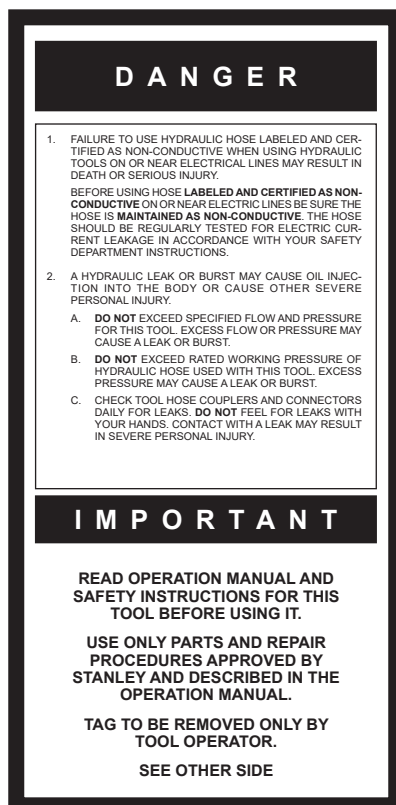 DANGER
1. FAILURE TO USE HYDRAULIC HOSE LABELED AND CER-
TIFIED AS NON-CONDUCTIVE WHEN USING HYDRAULIC
TOOLS ON OR NEAR ELECTRICAL LINES MAY RESULT IN
DEATH OR SERIOUS INJURY.
BEFORE USING HOSE LABELED AND CERTIFIED AS NON-
CONDUCTIVE ON OR NEAR ELECTRIC LINES BE SURE THE
HOSE IS MAINTAINED AS NON-CONDUCTIVE. THE HOSE
SHOULD BE REGULARLY TESTED FOR ELECTRIC CUR-
RENT LEAKAGE IN ACCORDANCE WITH YOUR SAFETY
DEPARTMENT INSTRUCTIONS.
2. A HYDRAULIC LEAK OR BURST MAY CAUSE OIL INJEC-
TION INTO THE BODY OR CAUSE OTHER SEVERE
PERSONAL INJURY.
A. DO NOT EXCEED SPECIFIED FLOW AND PRESSURE
FOR THIS TOOL. EXCESS FLOW OR PRESSURE MAY
CAUSE A LEAK OR BURST.
B. DO NOT EXCEED RATED WORKING PRESSURE OF
HYDRAULIC HOSE USED WITH THIS TOOL. EXCESS
PRESSURE MAY CAUSE A LEAK OR BURST.
C. CHECK TOOL HOSE COUPLERS AND CONNECTORS
DAILY FOR LEAKS. DO NOT FEEL FOR LEAKS WITH
YOUR HANDS. CONTACT WITH A LEAK MAY RESULT
IN SEVERE PERSONAL INJURY.
IMPORTANT
READ OPERATION MANUAL AND
SAFETY INSTRUCTIONS FOR THIS
TOOL BEFORE USING IT.
USE ONLY PARTS AND REPAIR
PROCEDURES APPROVED BY
STANLEY AND DESCRIBED IN THE
OPERATION MANUAL.
TAG TO BE REMOVED ONLY BY
TOOL OPERATOR.
SEE OTHER SIDE